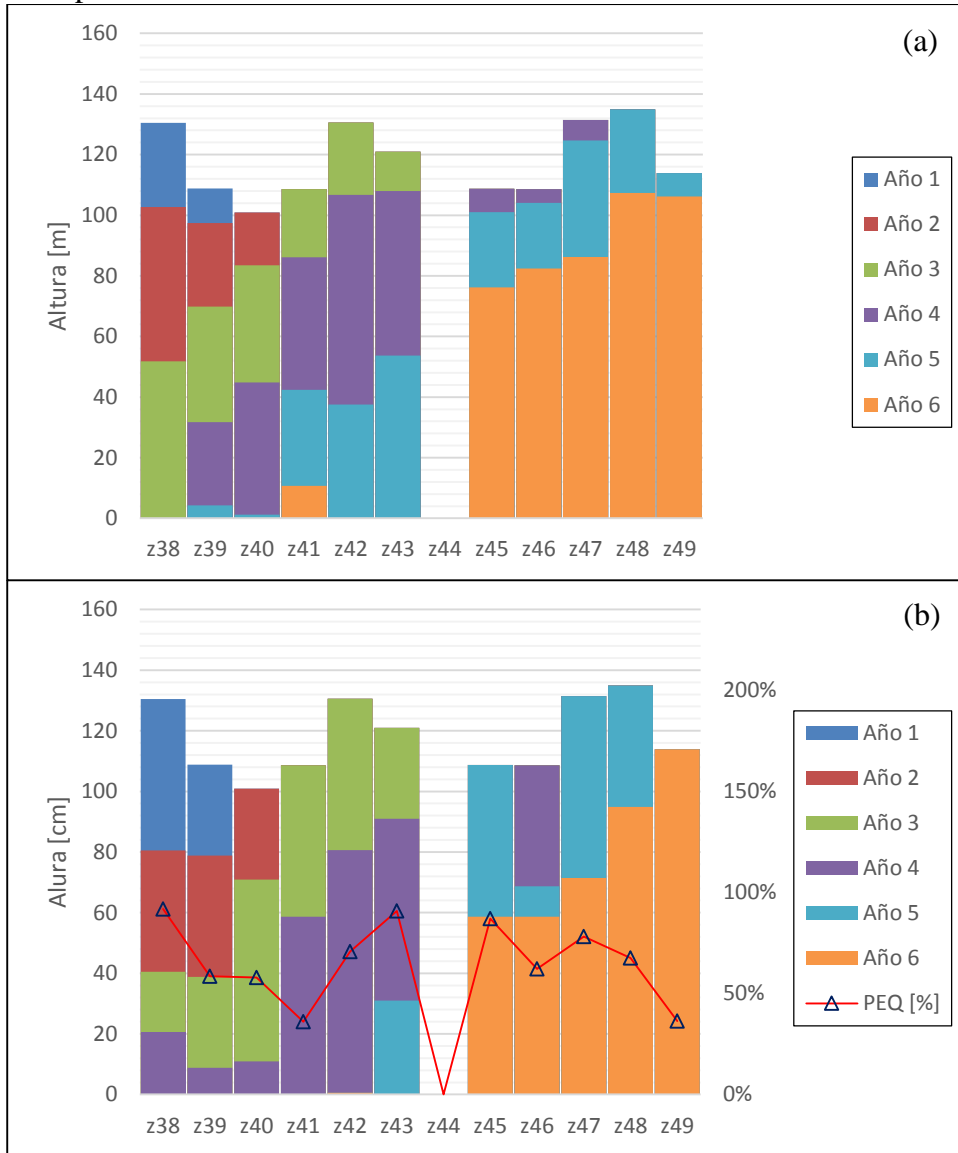 160
140
120
100
80
60
40
20
0
Altura [m]
(a)
z38 z39 z40 z41 z42 z43 z44 z45 z46 z47 z48 z49
Año 1
Año 2
Año 3
Año 4
Año 5
Año 6
160
140
120
100
80
60
40
20
0
Alura [cm]
(b)
200%
150%
100%
50%
0%
z38 z39 z40 z41 z42 z43 z44 z45 z46 z47 z48 z49
Año 1
Año 2
Año 3
Año 4
Año 5
Año 6
PEQ [%]